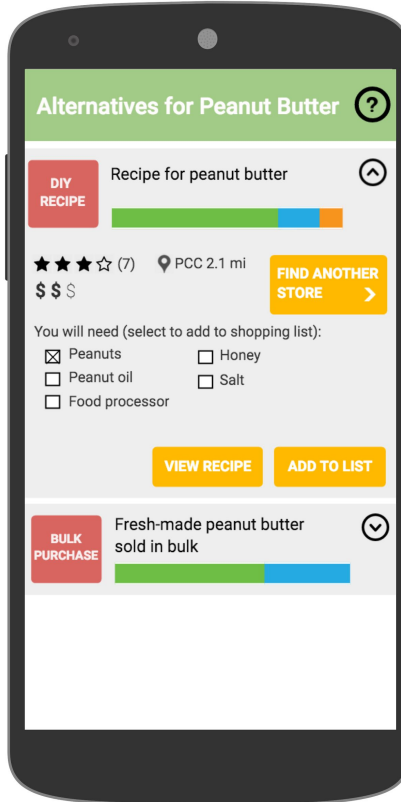 Alternatives for Peanut Butter ?
DIY
RECIPE
Recipe for peanut butter
(7) PCC 2.1 mi
$ $ $
FIND ANOTHER
STORE
You will need (select to add to shopping list):
Peanuts
Honey
Peanut oil
Salt
Food processor
VIEW RECIPE
ADD TO LIST
BULK
PURCHASE
Fresh-made peanut butter
sold in bulk